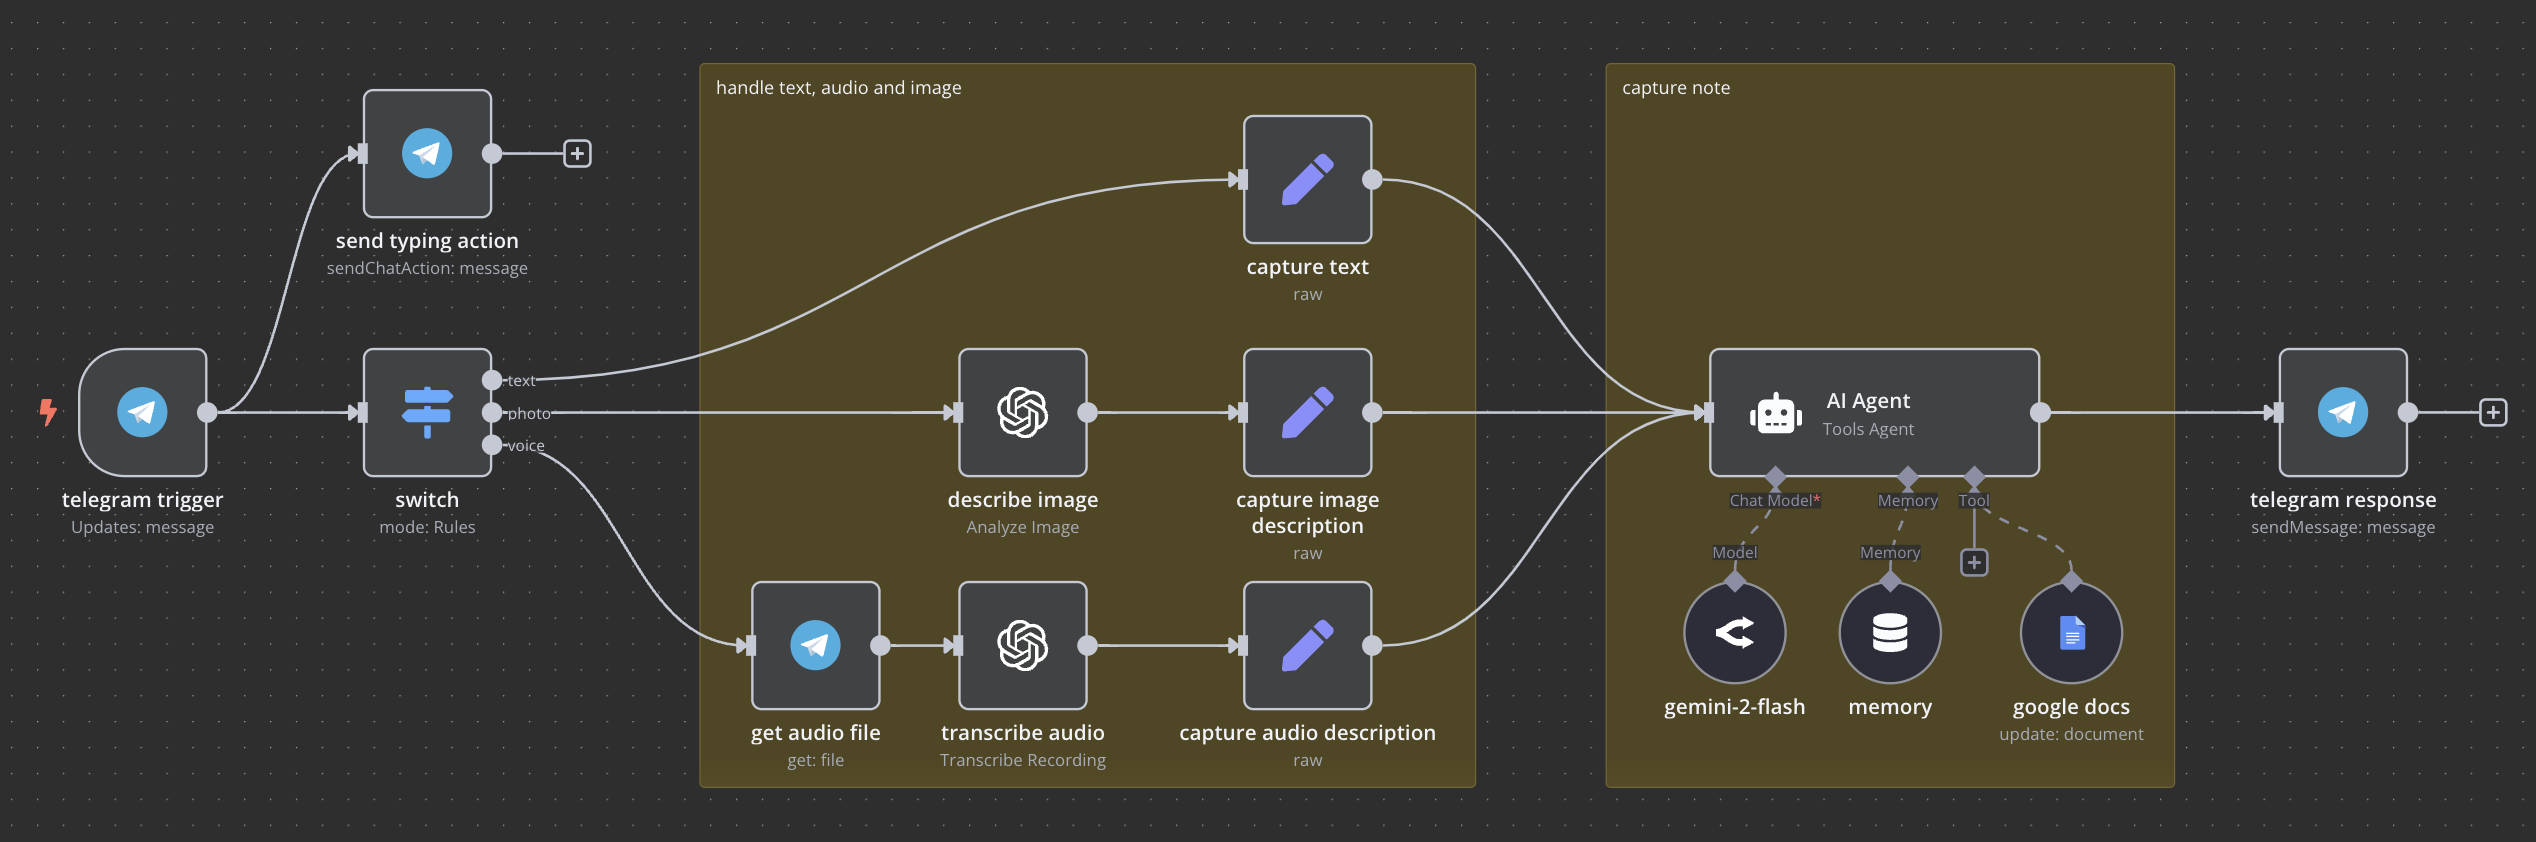 handle text, audio and image
capture note
send typing action
sendChatAction: message
capture text
raw
telegram trigger
Updates: message
switch
mode: Rules
text
photo
voice
describe image
Analyze Image
capture image
description
raw
AI Agent
Tools Agent
Chat Model*
Memory
Tool
Model
Memory
telegram response
sendMessage: message
get audio file
get: file
transcribe audio
Transcribe Recording
capture audio description
raw
gemini-2-flash
memory
google docs
update: document